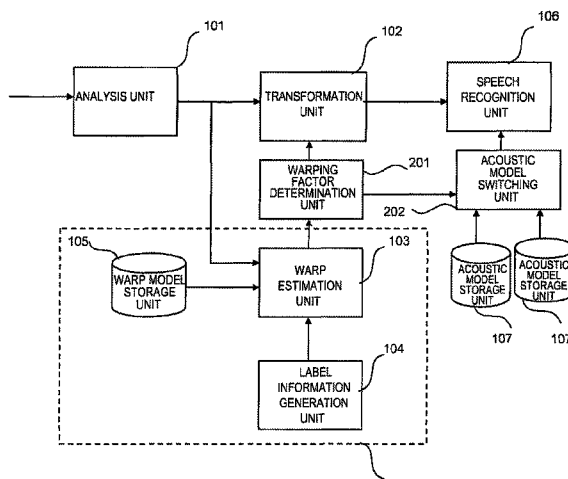 101
ANALYSIS UNIT
102
TRANSFORMATION
UNIT
106
SPEECH
RECOGNITION
UNIT
201
WARPING FACTOR
DETERMINATION
UNIT
ACOUSTIC
MODEL
SWITCHING
UNIT
202
105
WARP MODEL
STORAGE
UNIT
103
WARP
ESTIMATION
UNIT
ACOUSTIC
MODEL
STORAGE
UNIT
107
ACOUSTIC
MODEL
STORAGE
UNIT
107
104
LABEL
INFORMATION
GENERATION
UNIT